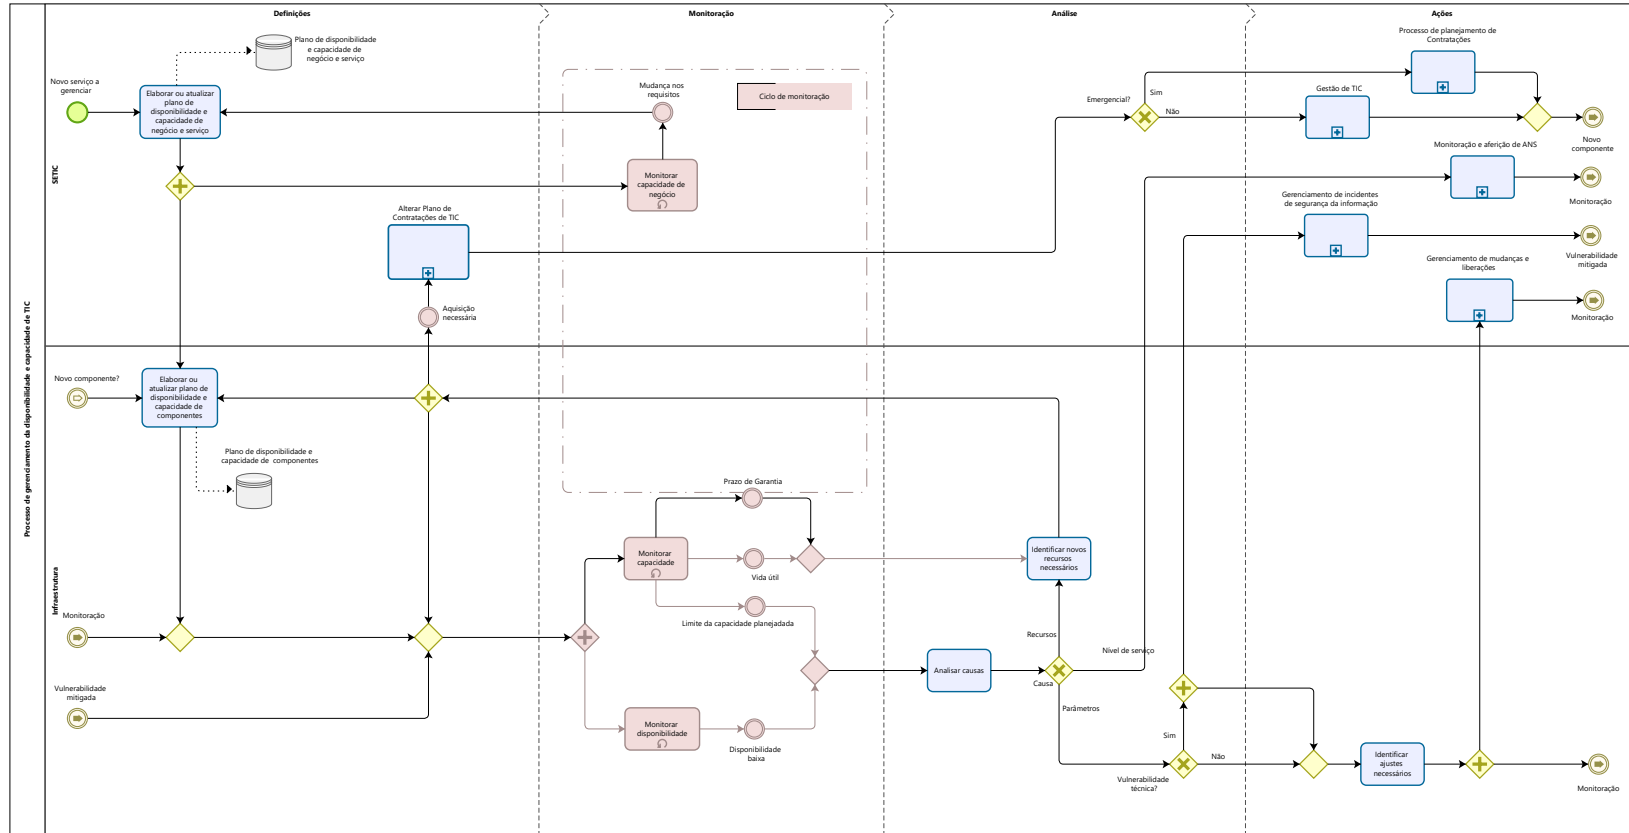 Processo de gerenciamento da disponibilidade e capacidade de TIC
Definições
Monitoração
Análise
Ações
SETIC
Novo serviço a
gerenciar
Elaborar ou atualizar
plano de
disponibilidade e
capacidade de
negócio e serviço
Plano de disponibilidade
e capacidade de
negócio e serviço
Mudança nos
requisitos
Ciclo de monitoração
Monitorar
capacidade de
negócio
Alterar Plano de
Contratações de TIC
Aquisição
necessária
Emergencial?
Sim
Não
Processo de planejamento de
Contratações
Gestão de TIC
Novo
componente
Monitoração e aferição de ANS
Monitoração
Gerenciamento de incidentes
de segurança da informação
Vulnerabilidade
mitigada
Gerenciamento de mudanças e
liberações
Monitoração
Infraestrutura
Novo componente?
Elaborar ou
atualizar plano de
disponibilidade e
capacidade de
componentes
Plano de disponibilidade e
capacidade de componentes
Monitoração
Vulnerabilidade
mitigada
Prazo de Garantia
Monitorar
capacidade
Vida útil
Limite da capacidade planejadada
Monitorar
disponibilidade
Disponibilidade
baixa
Identificar novos
recursos
necessários
Recursos
Analisar causas
Causa
Nivel de serviço
Parâmetros
Sim
Não
Vulnerabilidade
técnica?
Identificar
ajustes
necessários
Monitoração